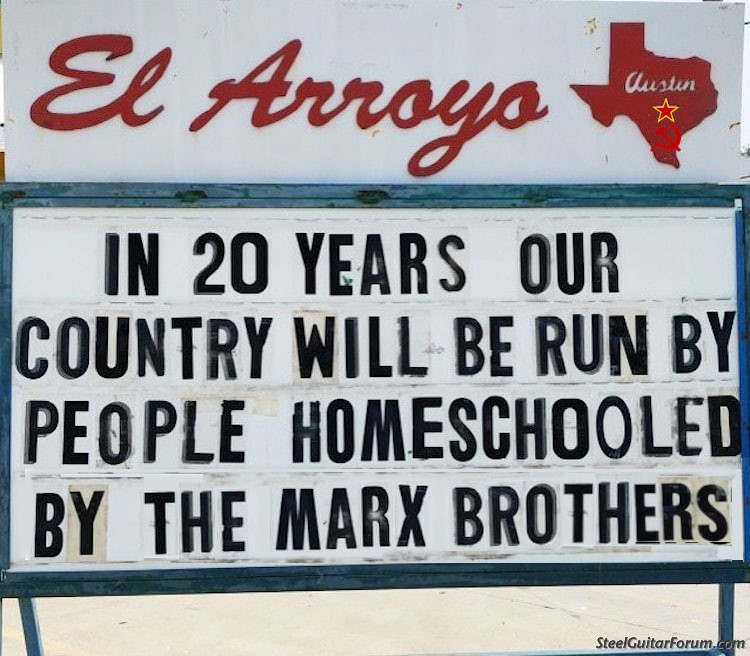 El Arroyo
Austin
IN 20 YEARS OUR
COUNTRY WILL BE RUN BY
PEOPLE HOMESCHOOLED
BY THE MARX BROTHERS
SteelGuitarForum.com